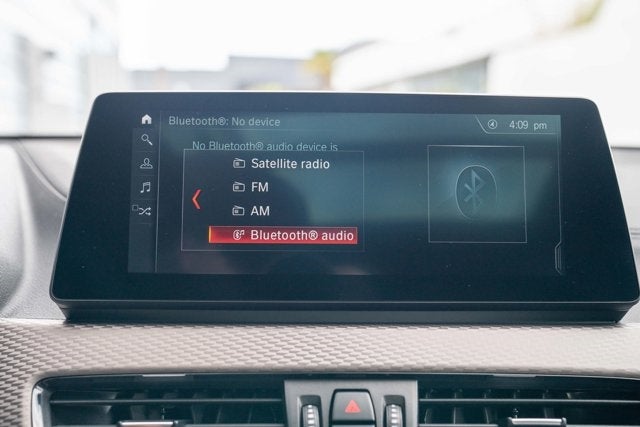 Bluetooth®: No device
4:09 pm
No Bluetooth® audio device is
Satellite radio
FM
AM
Bluetooth® audio